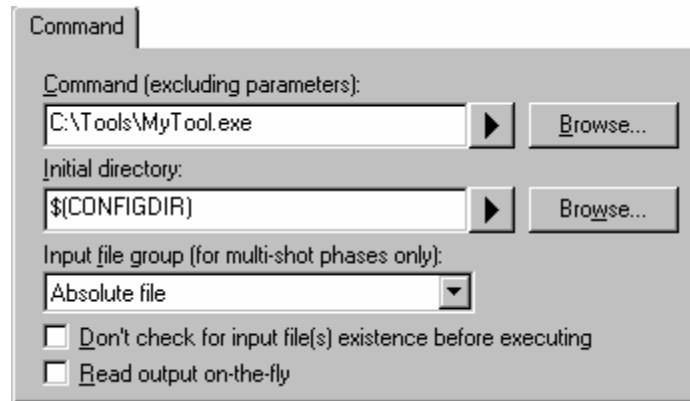 Command
Command (excluding parameters):
C:\Tools\MyTool.exe
Browse...
Initial directory:
$(CONFIGDIR)
Browse...
Input file group (for multi-shot phases only):
Absolute file
Don't check for input file(s) existence before executing
Read output on-the-fly